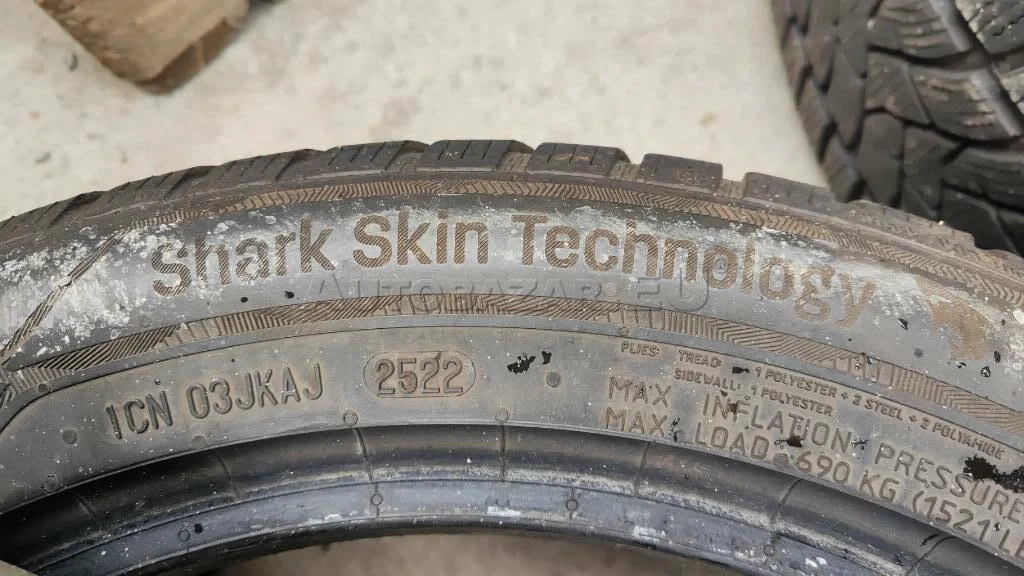 Shark Skin Technology
AUTOBAZAR.EU
1CN 03JKAJ
2522
PLIES: TREAD: 1 POLYESTER + 2 STEEL + 2 POLYAMIDE
SIDEWALL: 1 POLYESTER
MAX INFLATION PRESSURE
MAX LOAD 690 KG (1521 L